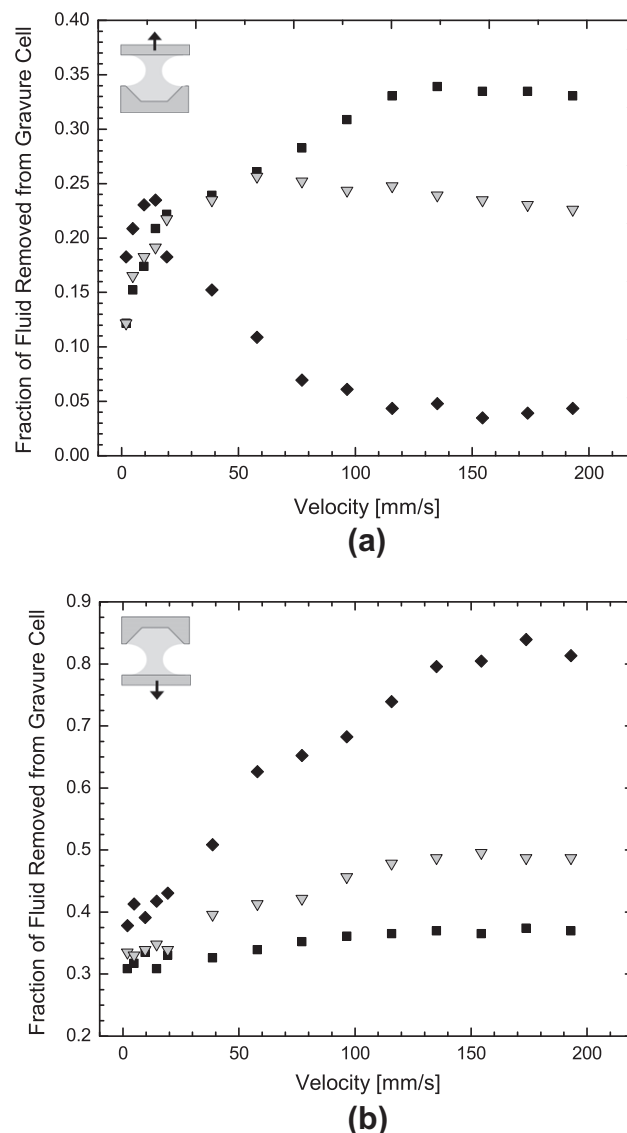 0.40
0.35
0.30
0.25
0.20
0.15
0.10
0.05
0.00
Fraction of Fluid Removed from Gravure Cell
0 50 100 150 200
Velocity [mm/s]
(a)
0.9
0.8
0.7
0.6
0.5
0.4
0.3
0.2
Fraction of Fluid Removed from Gravure Cell
0 50 100 150 200
Velocity [mm/s]
(b)